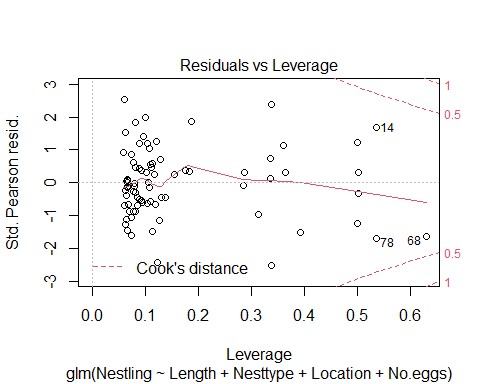 Residuals vs Leverage
Std. Pearson resid.
3
2
1
0
-1
-2
-3
1
0.5
14
78
68
0.5
1
Cook's distance
0.0 0.1 0.2 0.3 0.4 0.5 0.6
Leverage
glm(Nestling ~ Length + Nesttype + Location + No.eggs)